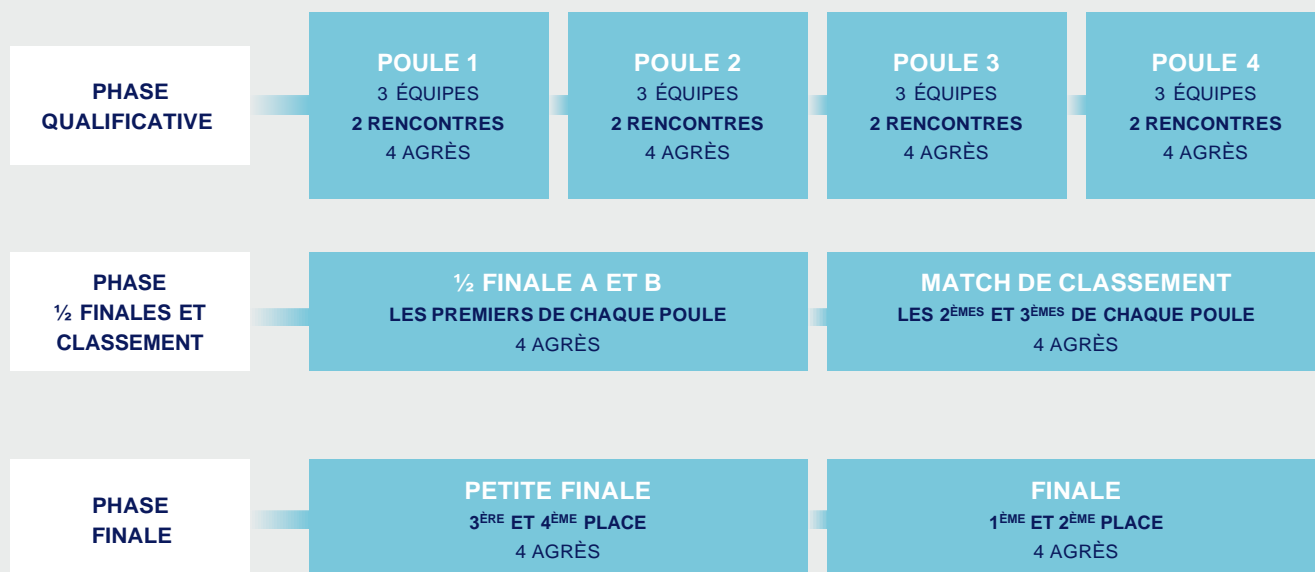 PHASE
QUALIFICATIVE
POULE 1
3 ÉQUIPES
2 RENCONTRES
4 AGRÈS
POULE 2
3 ÉQUIPES
2 RENCONTRES
4 AGRÈS
POULE 3
3 ÉQUIPES
2 RENCONTRES
4 AGRÈS
POULE 4
3 ÉQUIPES
2 RENCONTRES
4 AGRÈS
PHASE
½ FINALES ET
CLASSEMENT
½ FINALE A ET B
LES PREMIERS DE CHAQUE POULE
4 AGRÈS
MATCH DE CLASSEMENT
LES 2ÈMES ET 3ÈMES DE CHAQUE POULE
4 AGRÈS
PHASE
FINALE
PETITE FINALE
3ÈRE ET 4ÈME PLACE
4 AGRÈS
FINALE
1ÈME ET 2ÈME PLACE
4 AGRÈS